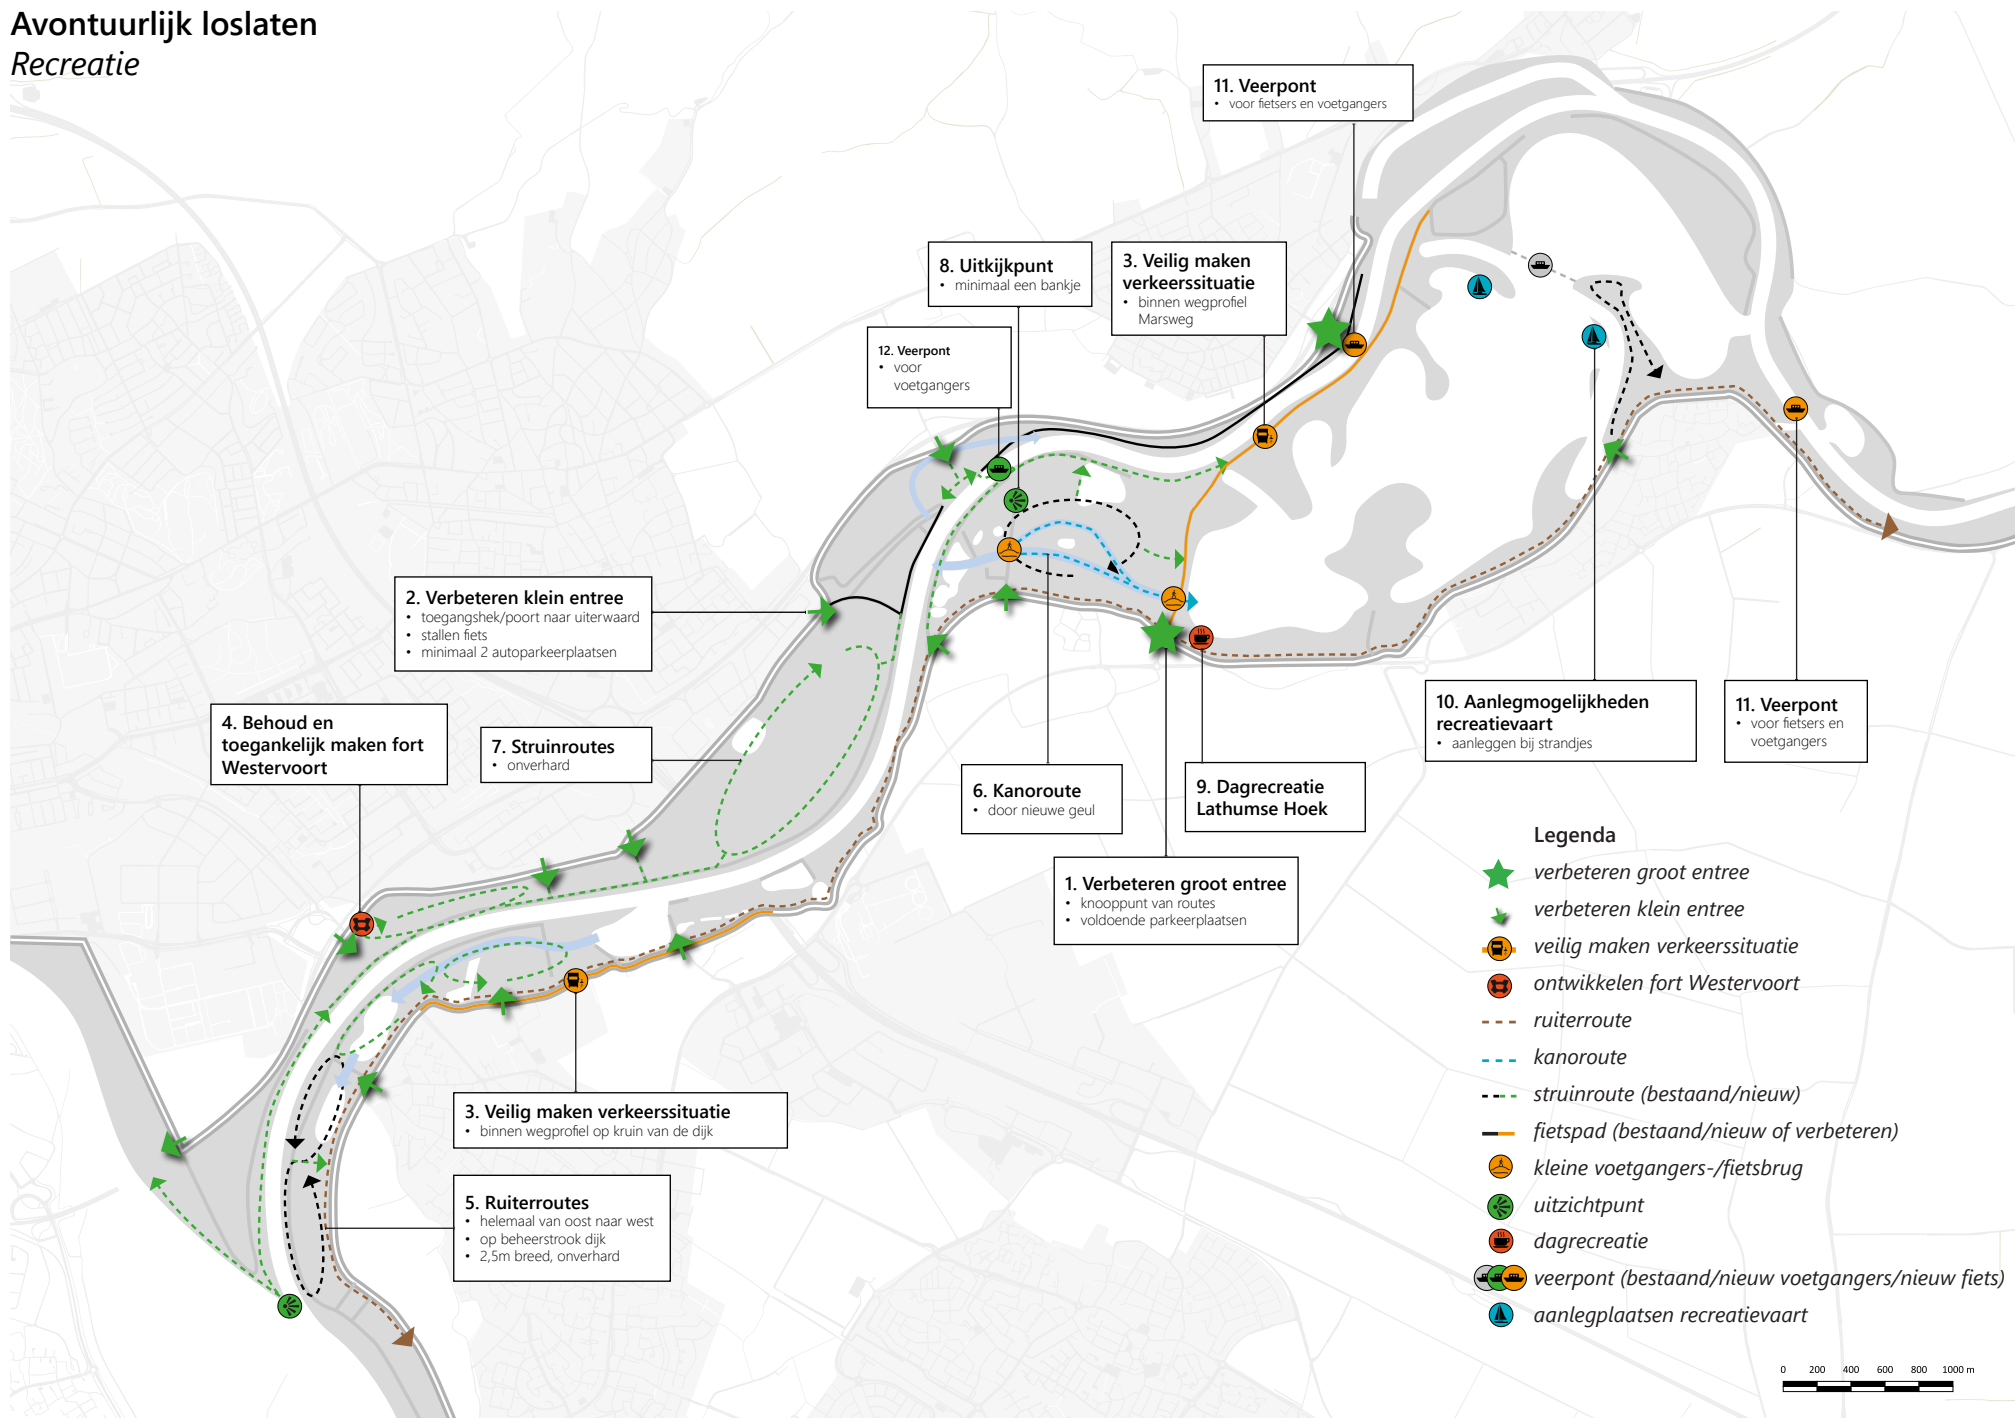 Avontuurlijk loslaten
Recreatie
11. Veerpont
• voor fietsers en voetgangers
8. Uitkijkpunt
• minimaal een bankje
3. Veilig maken
verkeerssituatie
• binnen wegprofiel
Marsweg
12. Veerpont
• voor
voetgangers
2. Verbeteren klein entree
• toegangshek/poort naar uiterwaard
• stallen fiets
• minimaal 2 autoparkeerplaatsen
4. Behoud en
toegankelijk maken fort
Westervoort
7. Struinroutes
• onverhard
6. Kanoroute
• door nieuwe geul
9. Dagrecreatie
Lathumse Hoek
10. Aanlegmogelijkheden
recreatievaart
• aanleggen bij strandjes
11. Veerpont
• voor fietsers en
voetgangers
1. Verbeteren groot entree
• knooppunt van routes
• voldoende parkeerplaatsen
3. Veilig maken verkeerssituatie
• binnen wegprofiel op kruin van de dijk
5. Ruiterroutes
• helemaal van oost naar west
• op beheerstrook dijk
• 2,5m breed, onverhard
Legenda
verbeteren groot entree
verbeteren klein entree
veilig maken verkeerssituatie
ontwikkelen fort Westervoort
ruiterroute
kanoroute
struinroute (bestaand/nieuw)
fietspad (bestaand/nieuw of verbeteren)
kleine voetgangers-/fietsbrug
uitzichtpunt
dagrecreatie
veerpont (bestaand/nieuw voetgangers/nieuw fiets)
aanlegplaatsen recreatievaart
0 200 400 600 800 1000 m